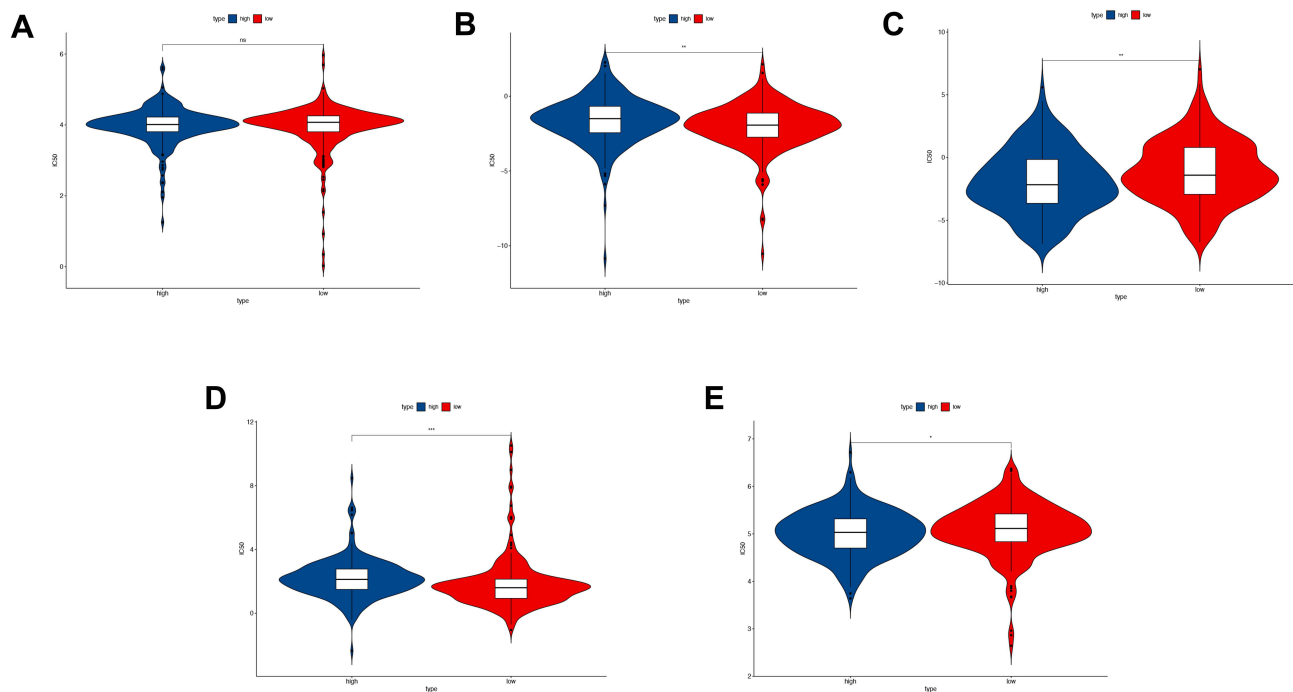 A
type high low
ns
6
4
2
0
IC50
high low
type
B
type high low
**
0
−5
−10
IC50
high low
type
C
type high low
**
10
5
0
−5
−10
IC50
high low
type
D
type high low
***
12
8
4
0
IC50
high low
type
E
type high low
*
7
6
5
4
3
2
IC50
high low
type